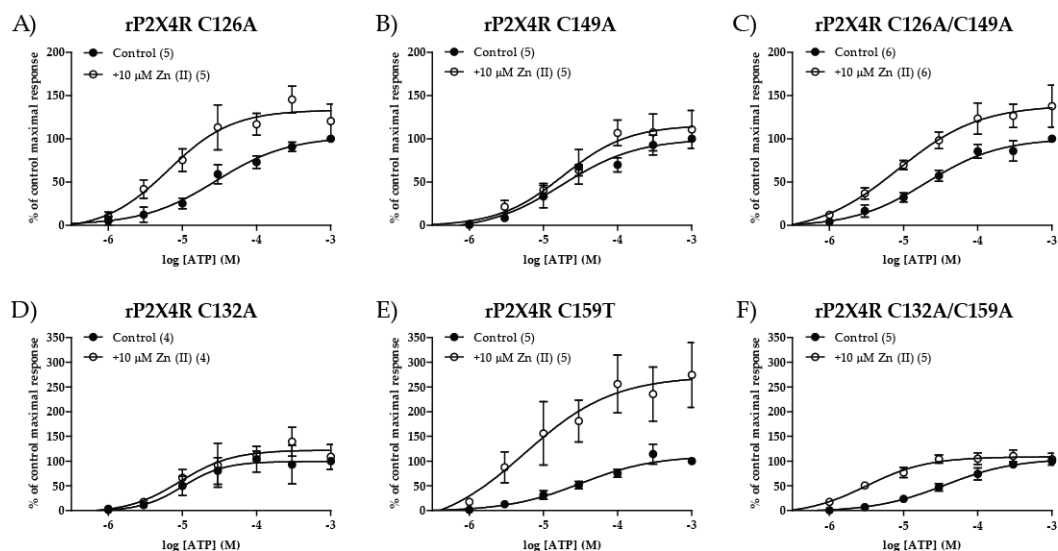 A) rP2X4R C126A
Control (5)
+10 µM Zn (II) (5)
% of control maximal response
200
150
100
50
0
-6 -5 -4 -3
log [ATP] (M)
B) rP2X4R C149A
Control (5)
+10 µM Zn (II) (5)
% of control maximal response
200
150
100
50
0
-6 -5 -4 -3
log [ATP] (M)
C) rP2X4R C126A/C149A
Control (6)
+10 µM Zn (II) (6)
% of control maximal response
200
150
100
50
0
-6 -5 -4 -3
log [ATP] (M)
D) rP2X4R C132A
Control (4)
+10 µM Zn (II) (4)
% of control maximal response
350
300
250
200
150
100
50
0
-6 -5 -4 -3
log [ATP] (M)
E) rP2X4R C159T
Control (5)
+10 µM Zn (II) (5)
% of control maximal response
350
300
250
200
150
100
50
0
-6 -5 -4 -3
log [ATP] (M)
F) rP2X4R C132A/C159A
Control (5)
+10 µM Zn (II) (5)
% of control maximal response
350
300
250
200
150
100
50
0
-6 -5 -4 -3
log [ATP] (M)